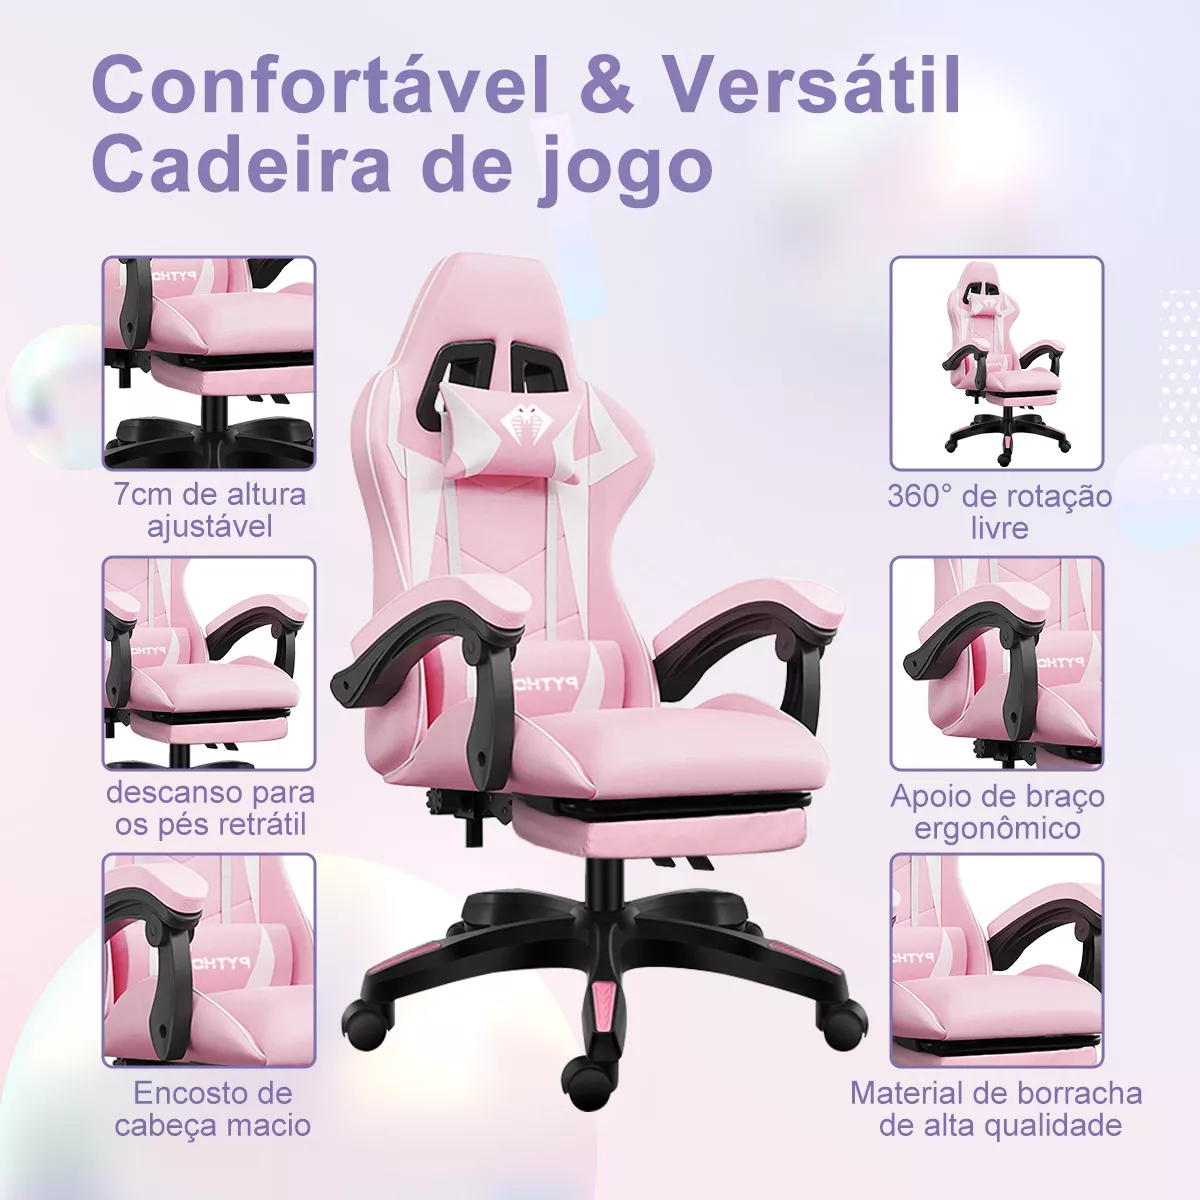 Confortável & Versátil
Cadeira de jogo
7cm de altura
ajustável
360° de rotação
livre
descanso para
os pés retrátil
Apoio de braço
ergonômico
Encosto de
cabeça macio
Material de borracha
de alta qualidade